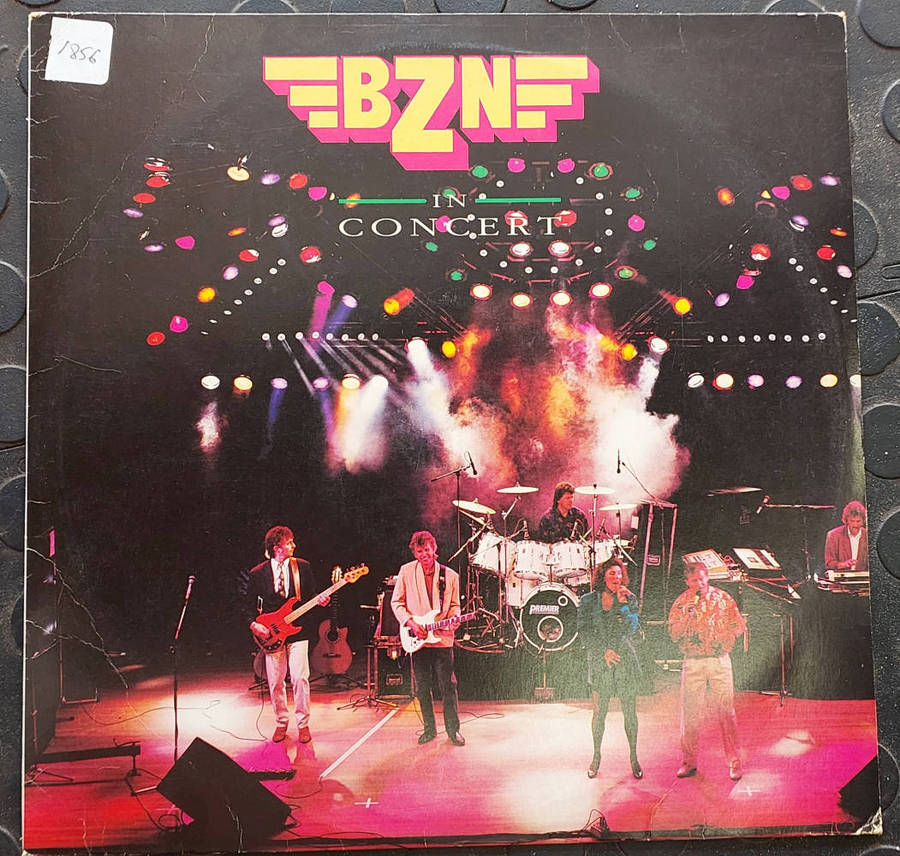 1856
BZN
IN
CONCERT
PREMIER